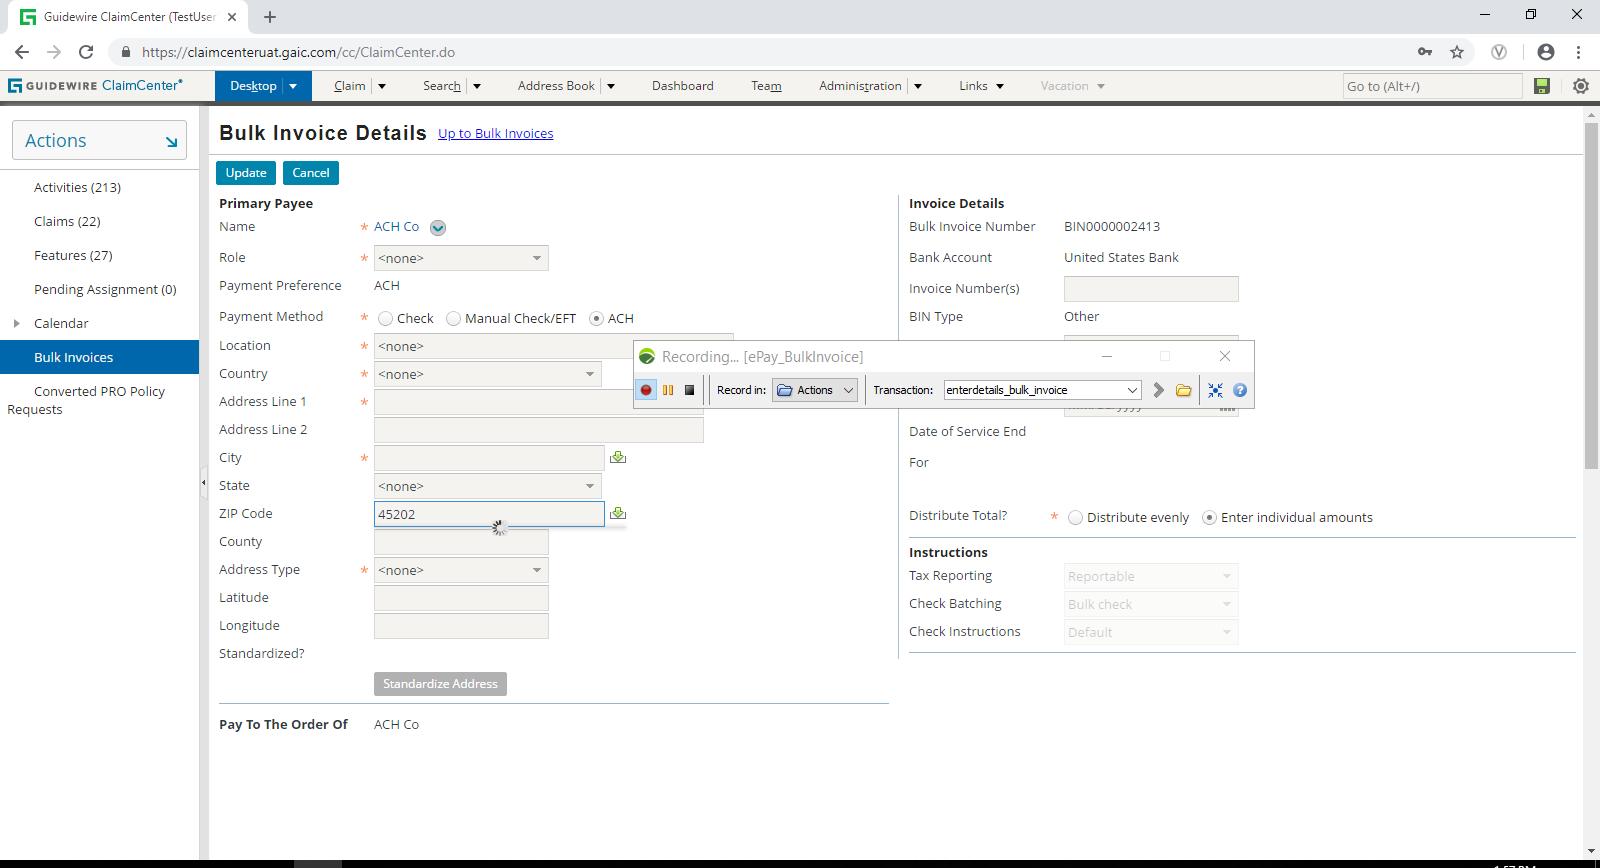 Guidewire ClaimCenter (TestUser
https://claimcenteruat.gaic.com/cc/ClaimCenter.do
GUIDEWIRE ClaimCenter® Desktop Claim Search Address Book Dashboard Team Administration Links Vacation Go to (Alt+/)
Actions
Activities (213)
Claims (22)
Features (27)
Pending Assignment (0)
Calendar
Bulk Invoices
Converted PRO Policy
Requests
Bulk Invoice Details Up to Bulk Invoices
Update Cancel
Primary Payee
Name * ACH Co
Role * <none>
Payment Preference ACH
Payment Method * Check Manual Check/EFT ACH
Location * <none>
Country * <none>
Address Line 1 *
Address Line 2
City *
State <none>
ZIP Code 45202
County
Address Type * <none>
Latitude
Longitude
Standardized?
Standardize Address
Pay To The Order Of ACH Co
Invoice Details
Bulk Invoice Number BIN0000002413
Bank Account United States Bank
Invoice Number(s)
BIN Type Other
Recording... [ePay_BulkInvoice]
Record in: Actions Transaction: enterdetails_bulk_invoice
Date of Service End
For
Distribute Total? * Distribute evenly Enter individual amounts
Instructions
Tax Reporting Reportable
Check Batching Bulk check
Check Instructions Default